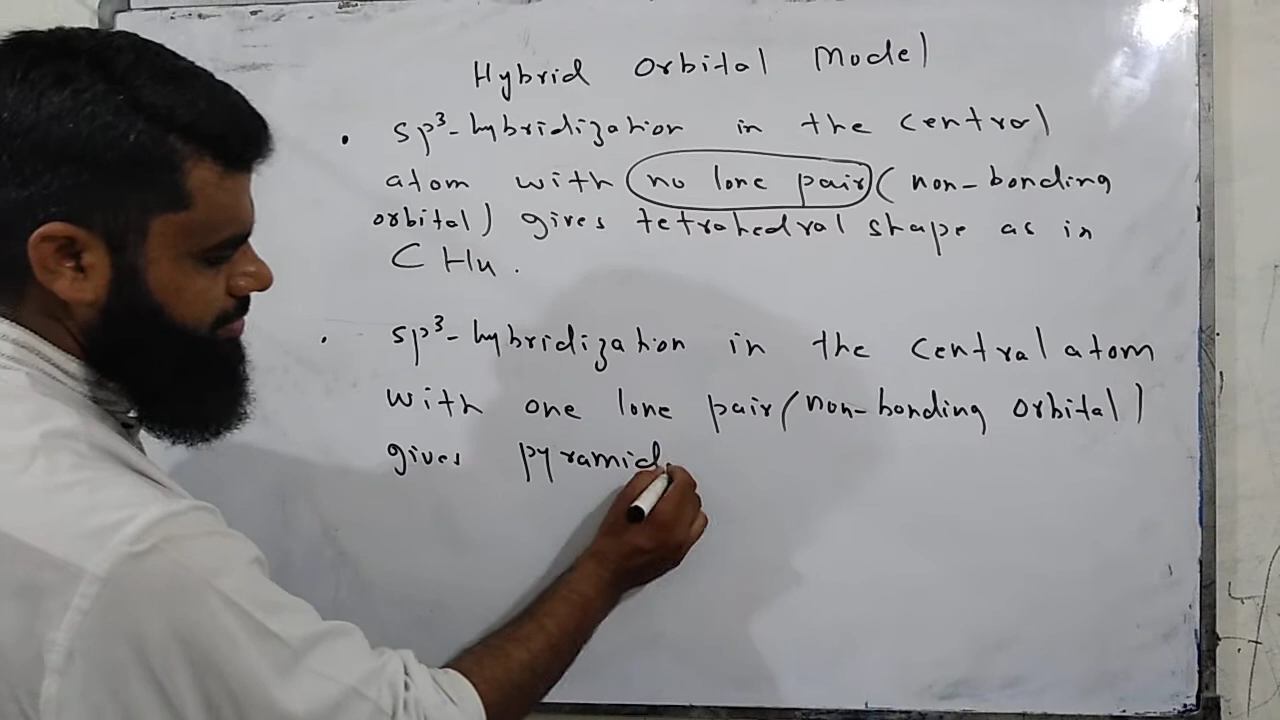 Hybrid Orbital Model
• sp³-hybridization in the central
atom with no lone pair (non-bonding
orbital) gives tetrahedral shape as in
CH4.
• sp³-hybridization in the central atom
with one lone pair (non-bonding orbital)
gives pyramid